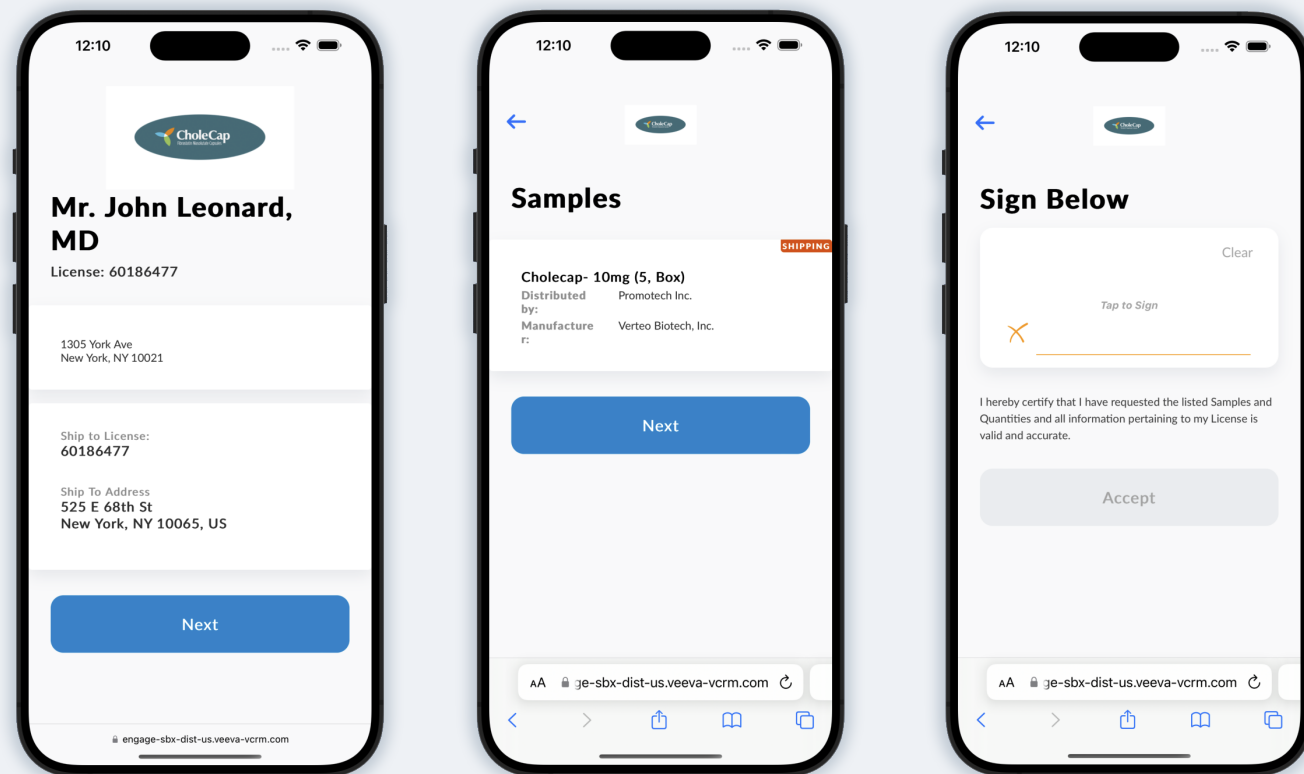 12:10
CholeCap
Mr. John Leonard,
MD
License: 60186477
1305 York Ave
New York, NY 10021
Ship to License:
60186477
Ship To Address
525 E 68th St
New York, NY 10065, US
Next
engage-sbx-dist-us.veeva-vcrm.com
12:10
CholeCap
Samples
SHIPPING
Cholecap- 10mg (5, Box)
Distributed by: Promotech Inc.
Manufacture
r: Verteo Biotech, Inc.
Next
AA ge-sbx-dist-us.veeva-vcrm.com
12:10
CholeCap
Sign Below
Clear
Tap to Sign
I hereby certify that I have requested the listed Samples and
Quantities and all information pertaining to my License is
valid and accurate.
Accept
AA ge-sbx-dist-us.veeva-vcrm.com